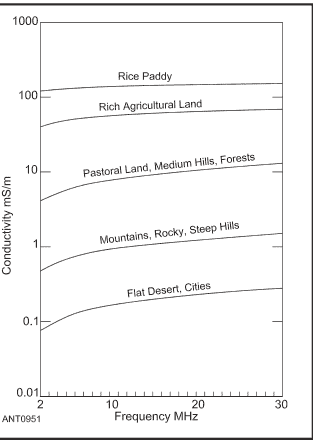 1000
Rice Paddy
100
Rich Agricultural Land
Pastoral Land, Medium Hills, Forests
10
Mountains, Rocky, Steep Hills
1
Flat Desert, Cities
0.1
0.01
Conductivity mS/m
2 10 20 30
ANT0951
Frequency MHz